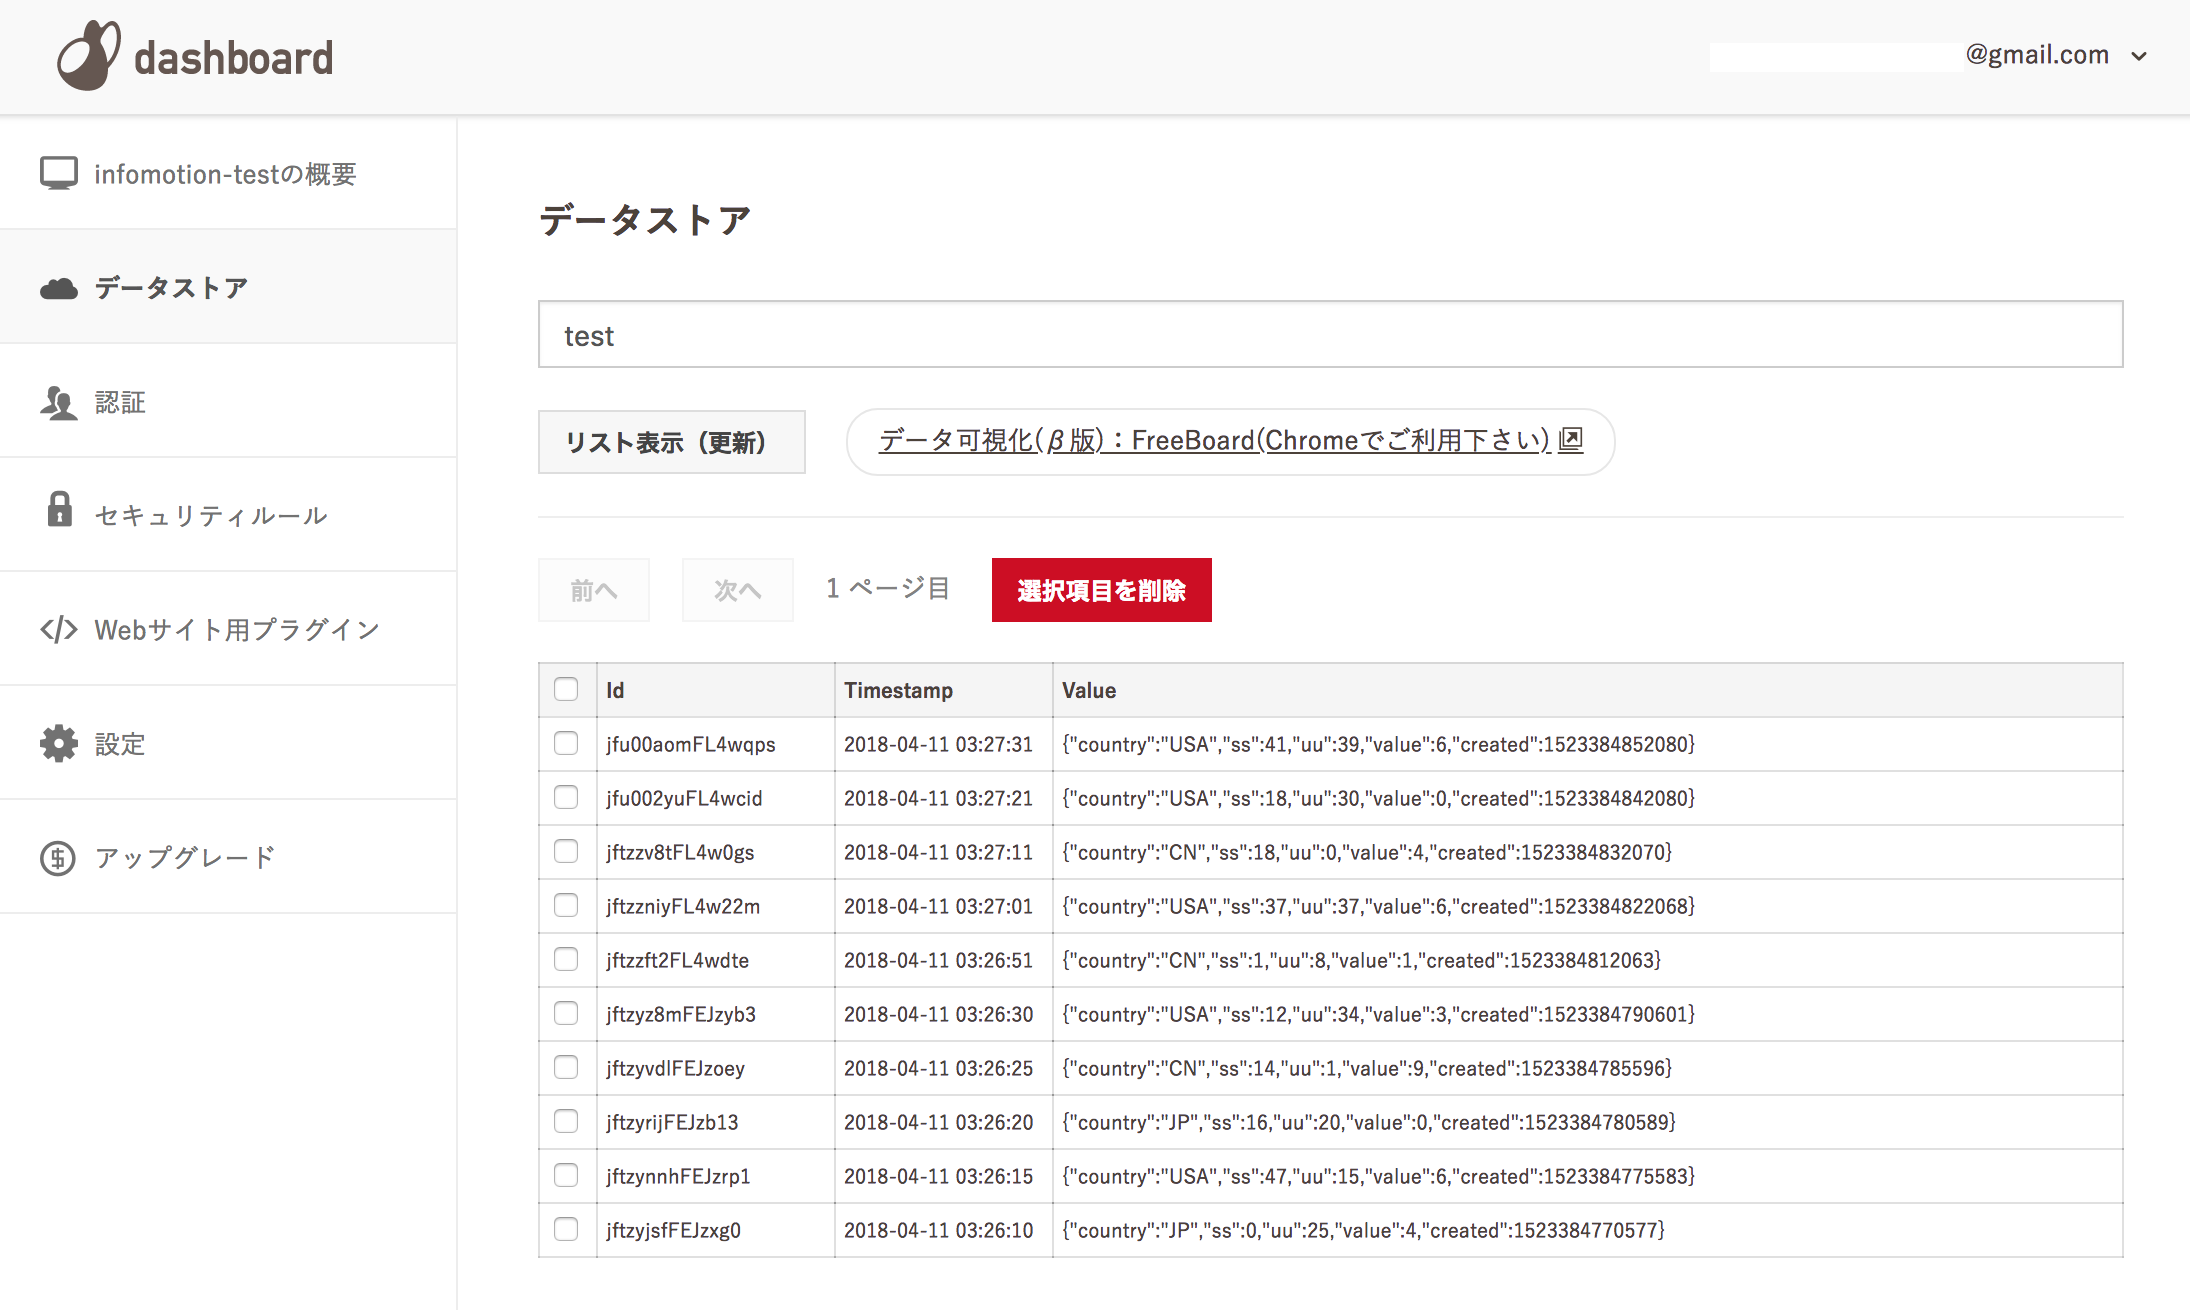 dashboard
@gmail.com
infomotion-testの概要
データストア
認証
セキュリティルール
Webサイト用プラグイン
設定
アップグレード
データストア
test
リスト表示（更新） データ可視化(β版)：FreeBoard(Chromeでご利用下さい)
前へ 次へ 1 ページ目 選択項目を削除
Id Timestamp Value
jfu00aomFL4wqps 2018-04-11 03:27:31 {"country":"USA","ss":41,"uu":39,"value":6,"created":1523384852080}
jfu002yuFL4wcid 2018-04-11 03:27:21 {"country":"USA","ss":18,"uu":30,"value":0,"created":1523384842080}
jftzzv8tFL4w0gs 2018-04-11 03:27:11 {"country":"CN","ss":18,"uu":0,"value":4,"created":1523384832070}
jftzzniyFL4w22m 2018-04-11 03:27:01 {"country":"USA","ss":37,"uu":37,"value":6,"created":1523384822068}
jftzzft2FL4wdte 2018-04-11 03:26:51 {"country":"CN","ss":1,"uu":8,"value":1,"created":1523384812063}
jftzyz8mFEJzyb3 2018-04-11 03:26:30 {"country":"USA","ss":12,"uu":34,"value":3,"created":1523384790601}
jftzyvdlFEJzoey 2018-04-11 03:26:25 {"country":"CN","ss":14,"uu":1,"value":9,"created":1523384785596}
jftzyrijFEJzb13 2018-04-11 03:26:20 {"country":"JP","ss":16,"uu":20,"value":0,"created":1523384780589}
jftzynnhFEJzrp1 2018-04-11 03:26:15 {"country":"USA","ss":47,"uu":15,"value":6,"created":1523384775583}
jftzyjsfFEJzxg0 2018-04-11 03:26:10 {"country":"JP","ss":0,"uu":25,"value":4,"created":1523384770577}